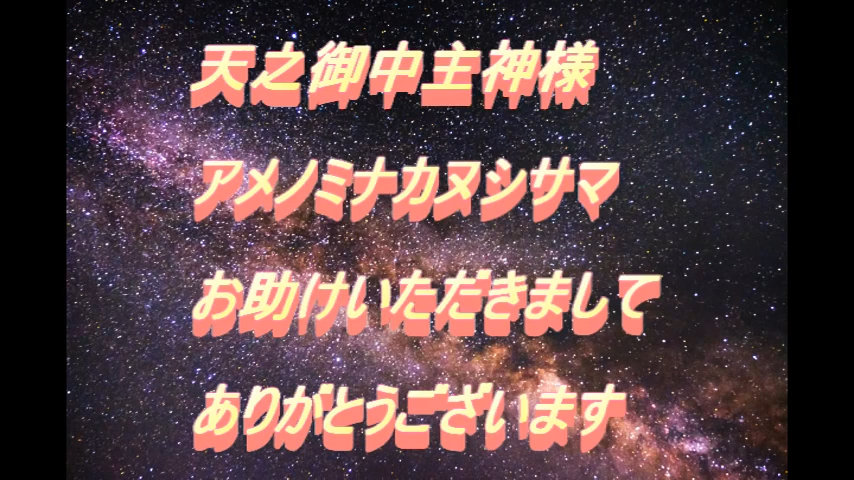 天之御中主神様
アメノミナカヌシサマ
お助けいただきまして
ありがとうございます